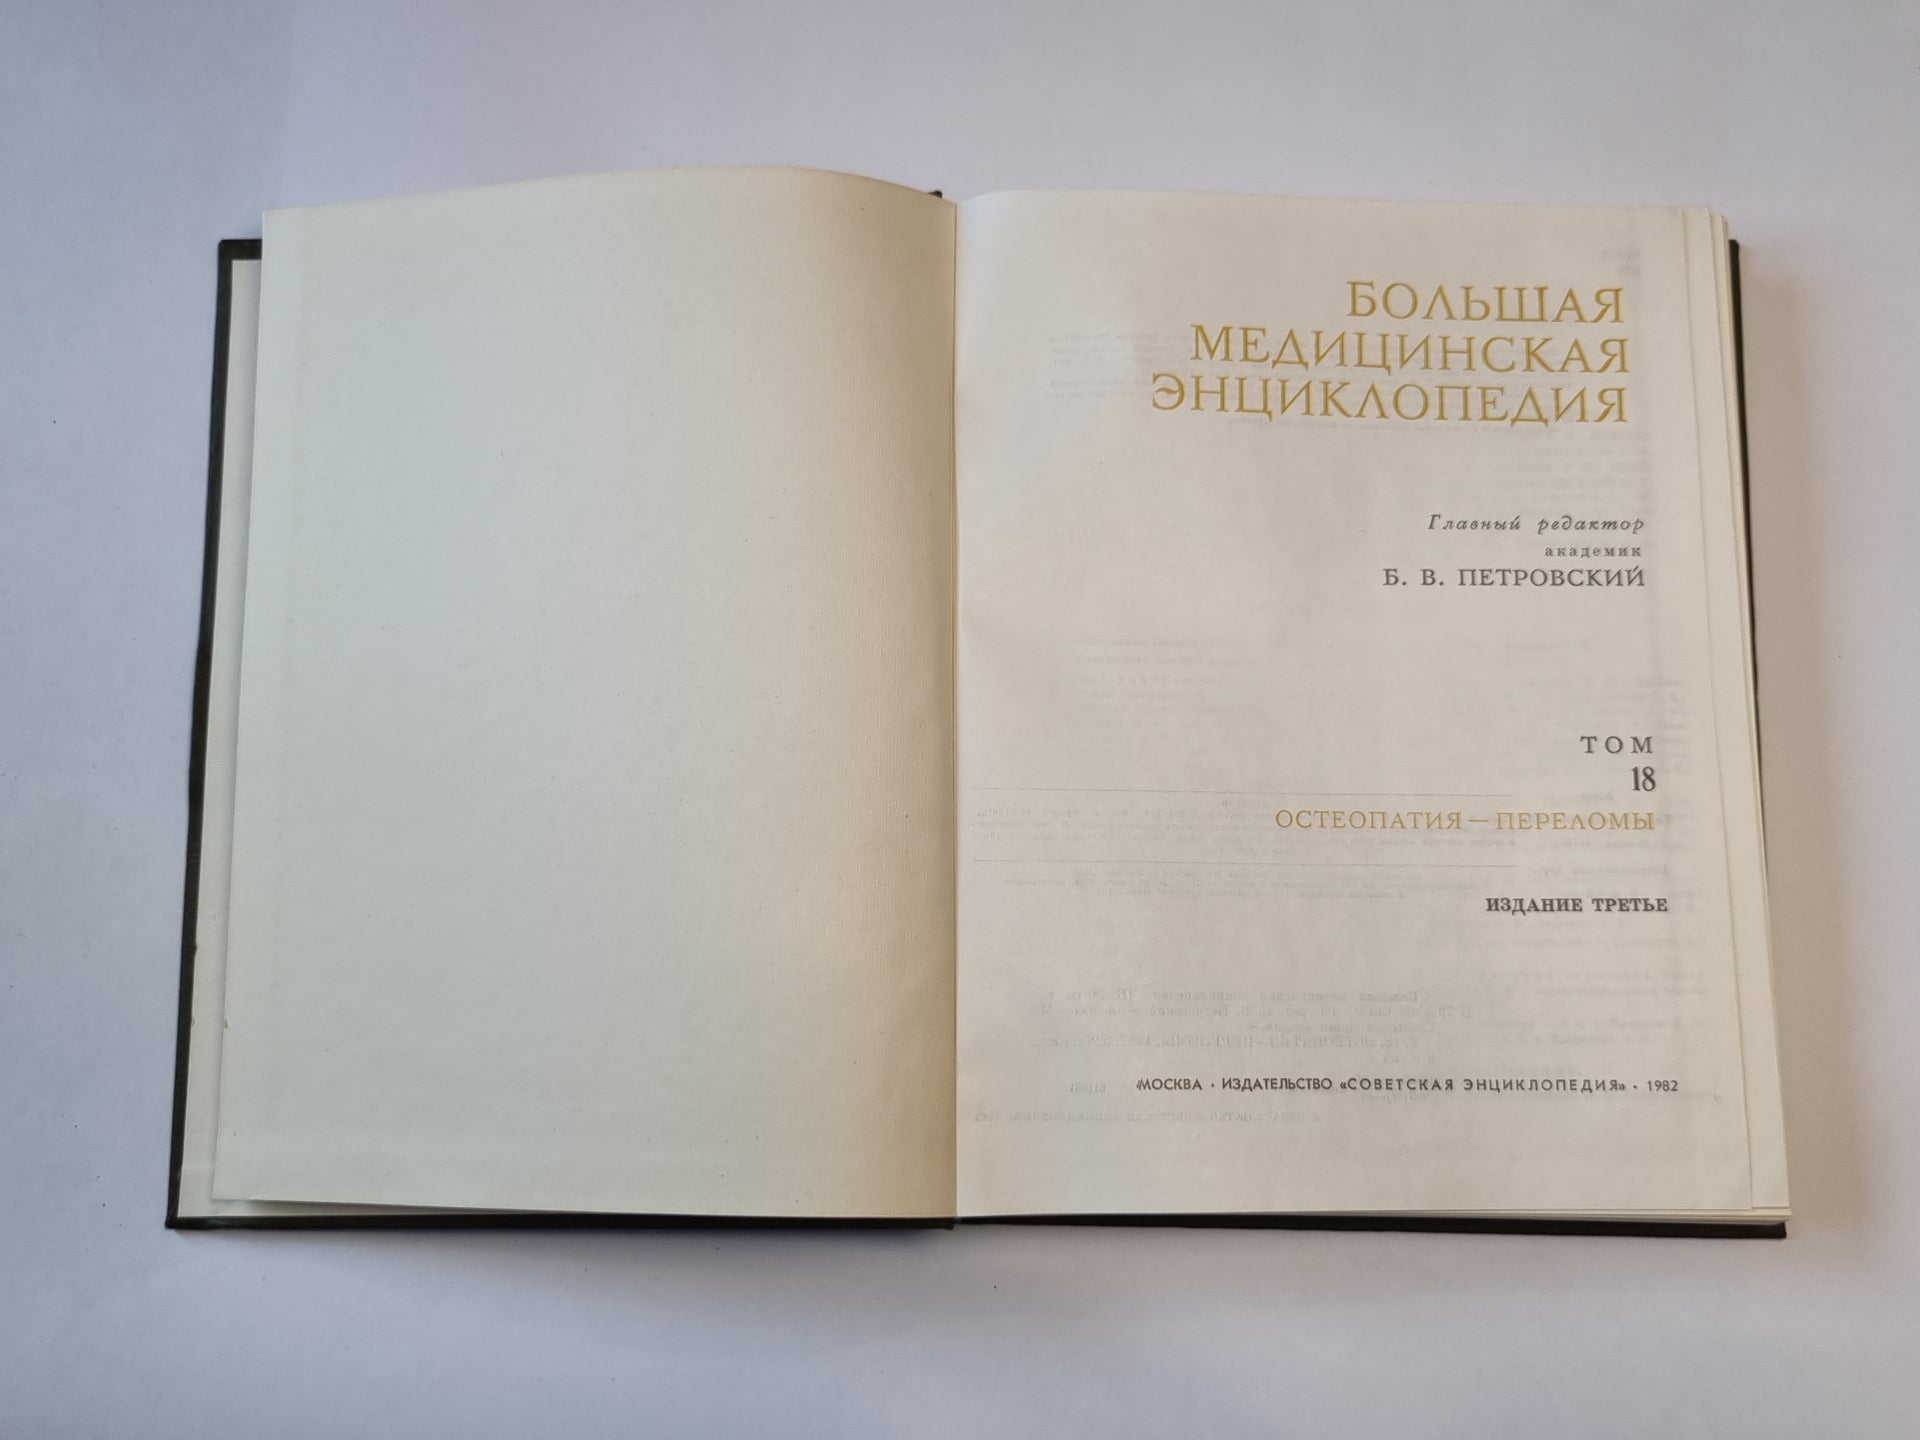 БОЛЬШАЯ
МЕДИЦИНСКАЯ
ЭНЦИКЛОПЕДИЯ
Главный редактор
академик
Б. В. ПЕТРОВСКИЙ
ТОМ
18
ОСТЕОПАТИЯ — ПЕРЕЛОМЫ
ИЗДАНИЕ ТРЕТЬЕ
МОСКВА · ИЗДАТЕЛЬСТВО «СОВЕТСКАЯ ЭНЦИКЛОПЕДИЯ» · 1982